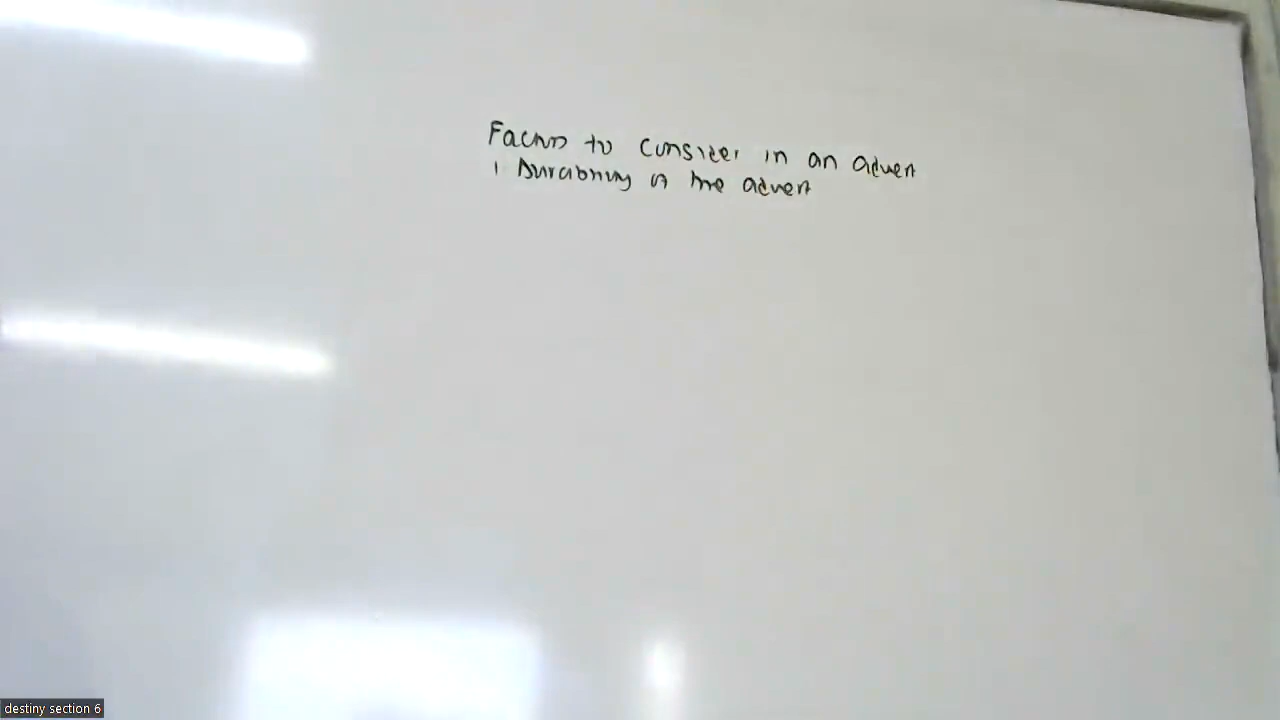 Factors to consider in an advert
1 Durability of the advert
destiny section 6